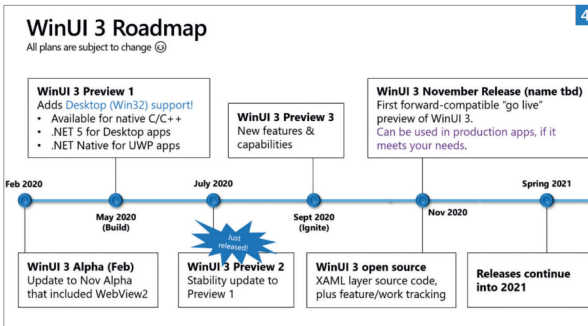 4
WinUI 3 Roadmap
All plans are subject to change
WinUI 3 Preview 1
Adds Desktop (Win32) support!
• Available for native C/C++
• .NET 5 for Desktop apps
• .NET Native for UWP apps
WinUI 3 Preview 3
New features &
capabilities
WinUI 3 November Release (name tbd)
First forward-compatible “go live”
preview of WinUI 3.
Can be used in production apps, if it
meets your needs.
Feb 2020
July 2020
Spring 2021
May 2020
(Build)
Sept 2020
(Ignite)
Nov 2020
Just
released!
WinUI 3 Alpha (Feb)
Update to Nov Alpha
that included WebView2
WinUI 3 Preview 2
Stability update to
Preview 1
WinUI 3 open source
XAML layer source code,
plus feature/work tracking
Releases continue
into 2021